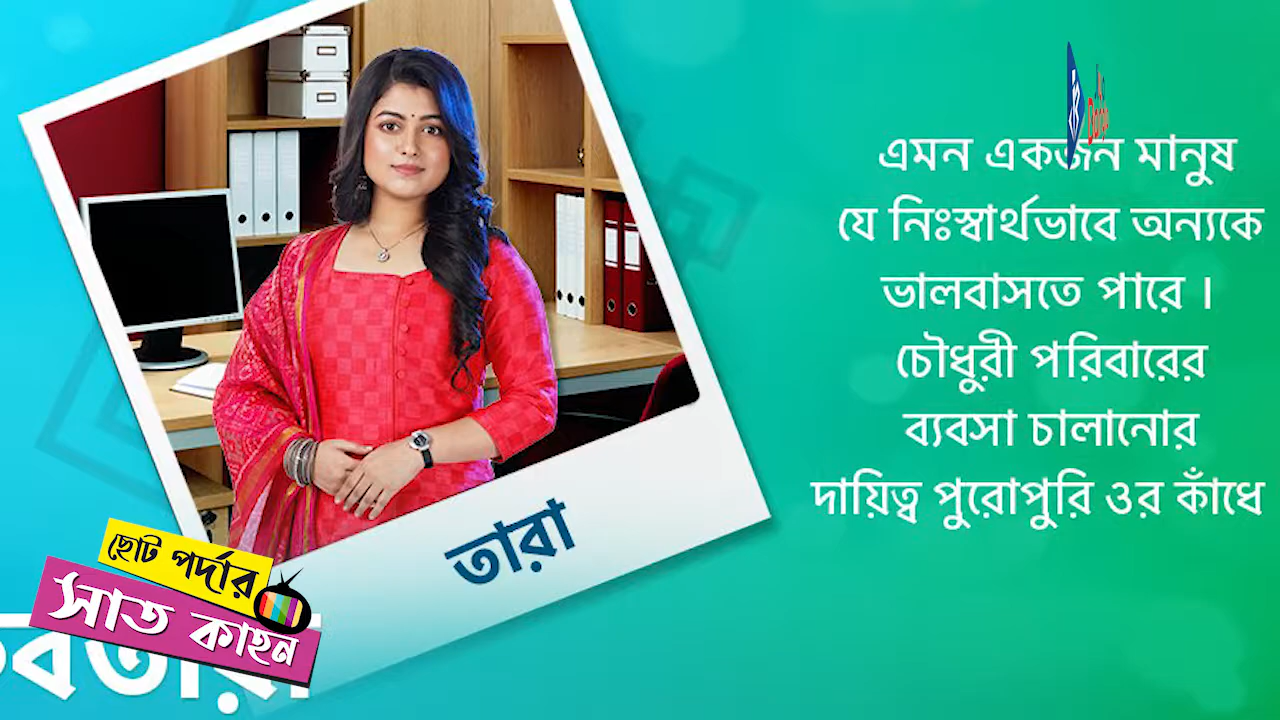 এমন একজন মানুষ
যে নিঃস্বার্থভাবে অন্যকে
ভালবাসতে পারে ।
চৌধুরী পরিবারের
ব্যবসা চালানোর
দায়িত্ব পুরোপুরি ওর কাঁধে
তারা
ছোট পর্দার
সাত কাহন